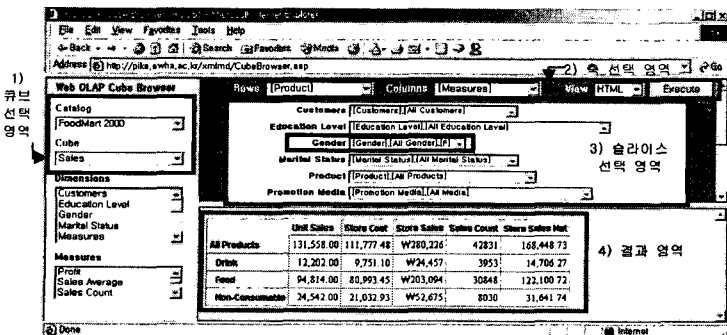 File Edit View Favorites Tools Help
Back Search Favorites Media
Address http://pika.ewha.ac.kr/xmlmd/CubeBrowser.asp Go
1)
큐브
선택
영역
2) 축 선택 영역
Web OLAP Cube Browser
Rows [Product] Columns [Measures] View HTML Execute
Catalog
FoodMart 2000
Cube
Sales
Dimensions
Customers
Education Level
Gender
Marital Status
Measures
Measures
Profit
Sales Average
Sales Count
Customers [Customers].[All Customers]
Education Level [Education Level].[All Education Level]
Gender [Gender].[All Gender].[F]
Marital Status [Marital Status].[All Marital Status]
Product [Product].[All Products]
Promotion Media [Promotion Media].[All Media]
3) 슬라이스
선택 영역
Unit Sales Store Cost Store Sales Sales Count Store Sales Net
All Products 131,558.00 111,777.48 ₩280,226 42831 168,448.73
Drink 12,202.00 9,751.10 ₩24,457 3953 14,706.27
Food 94,814.00 80,993.45 ₩203,094 30848 122,100.72
Non-Consumable 24,542.00 21,032.93 ₩52,675 8030 31,641.74
4) 결과 영역
Done Internet